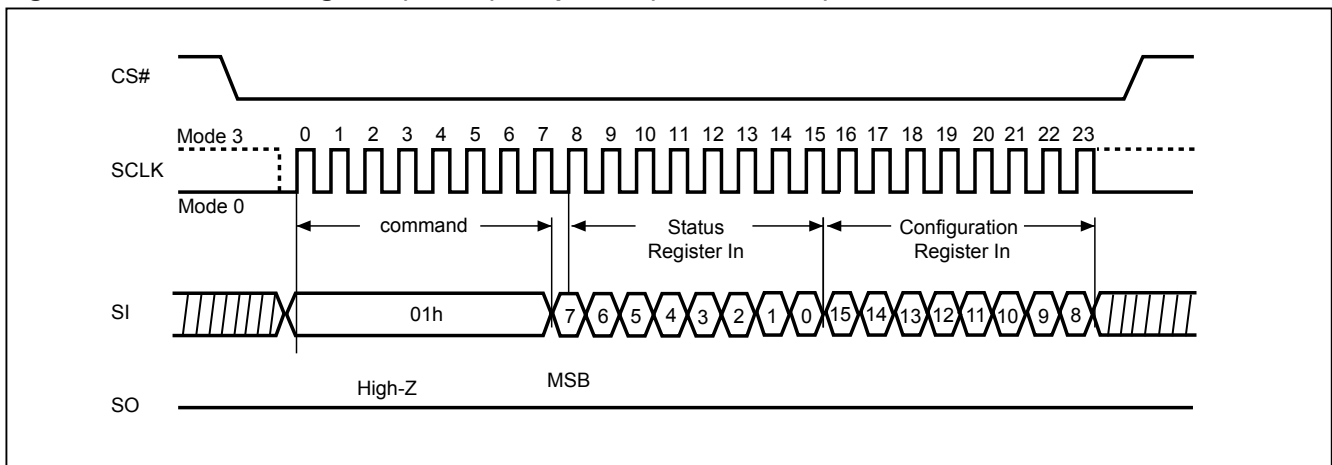 CS#
Mode 3
0 1 2 3 4 5 6 7 8 9 10 11 12 13 14 15 16 17 18 19 20 21 22 23
SCLK
Mode 0
command
Status
Register In
Configuration
Register In
SI
01h
7 6 5 4 3 2 1 0 15 14 13 12 11 10 9 8
High-Z
MSB
SO